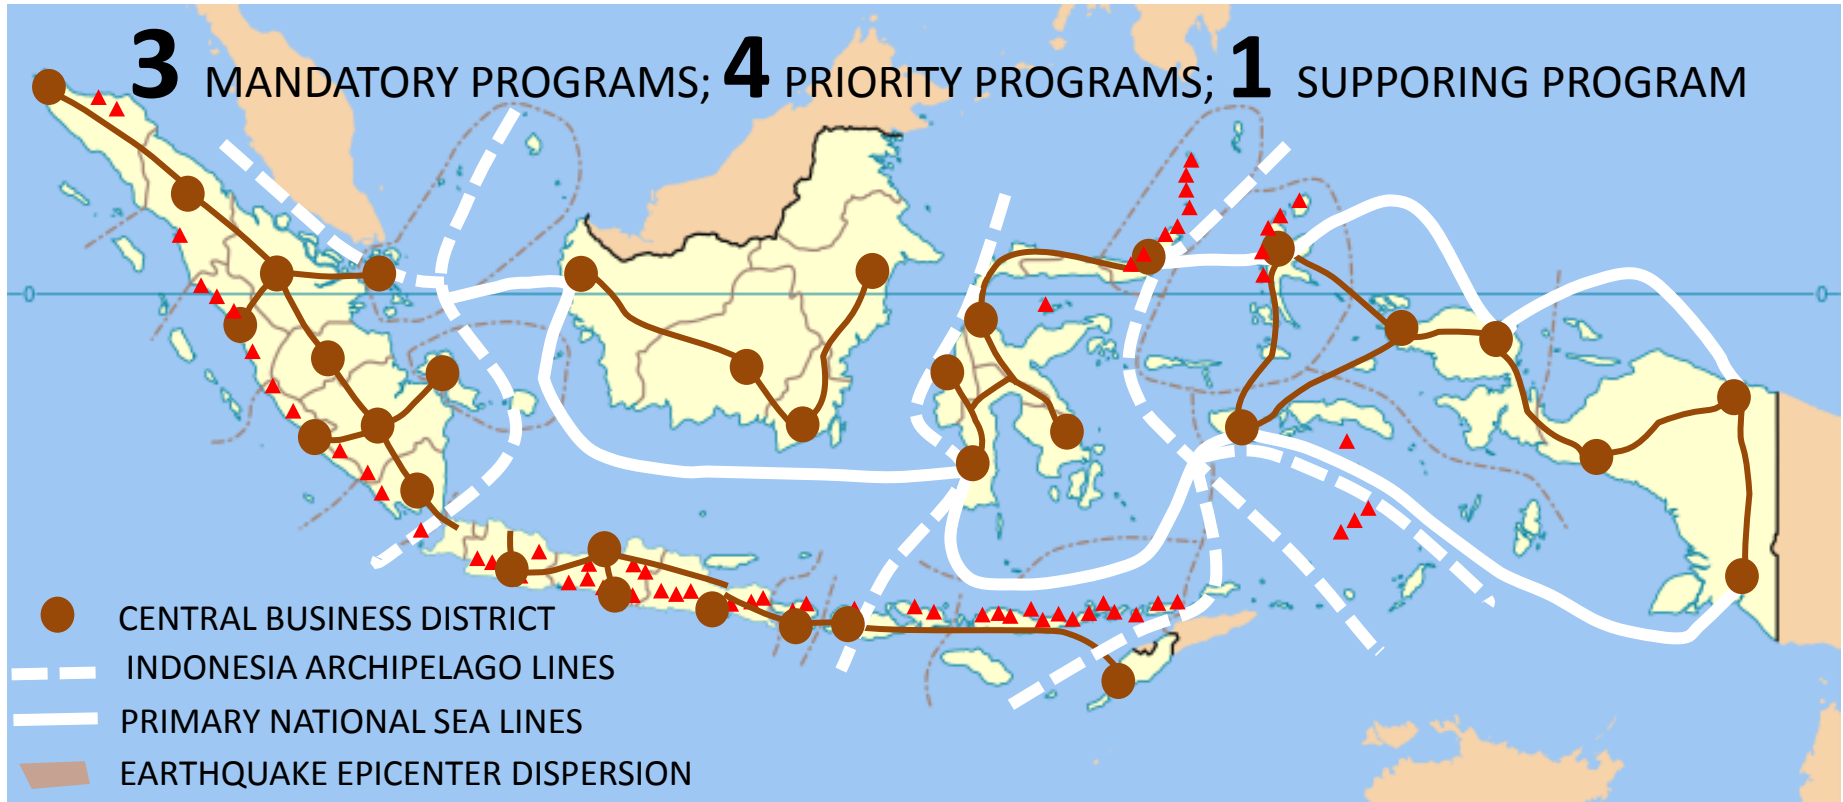 3 MANDATORY PROGRAMS; 4 PRIORITY PROGRAMS; 1 SUPPORING PROGRAM
0 0
CENTRAL BUSINESS DISTRICT
INDONESIA ARCHIPELAGO LINES
PRIMARY NATIONAL SEA LINES
EARTHQUAKE EPICENTER DISPERSION